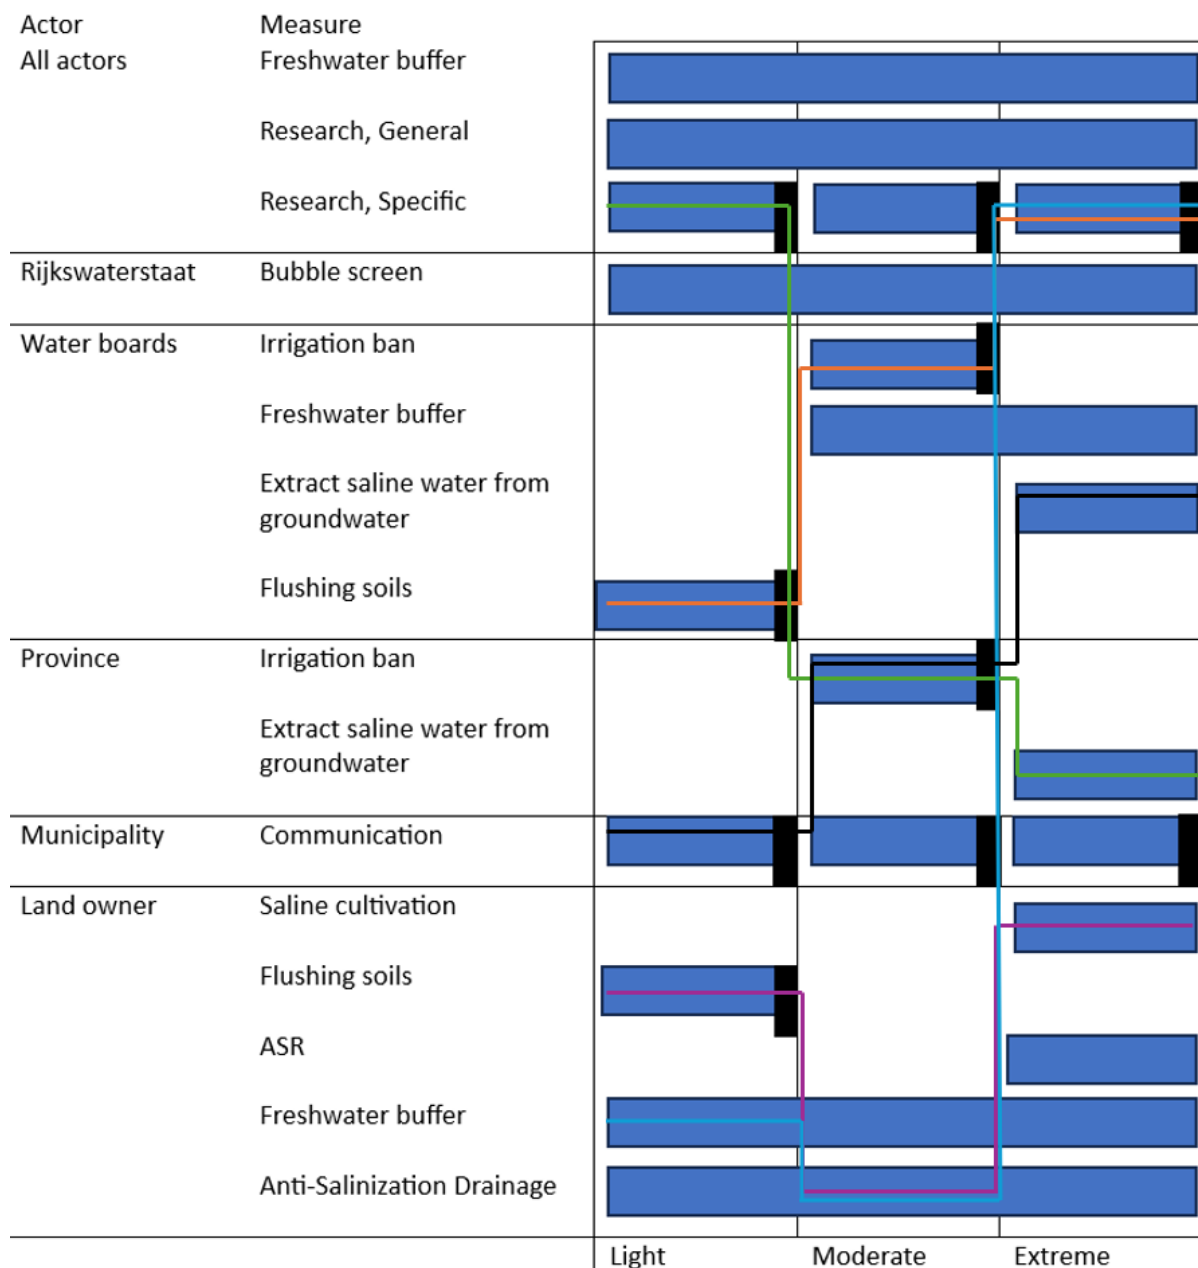 Actor Measure
All actors Freshwater buffer
Research, General
Research, Specific
Rijkswaterstaat Bubble screen
Water boards Irrigation ban
Freshwater buffer
Extract saline water from
groundwater
Flushing soils
Province Irrigation ban
Extract saline water from
groundwater
Municipality Communication
Land owner Saline cultivation
Flushing soils
ASR
Freshwater buffer
Anti-Salinization Drainage
Light Moderate Extreme